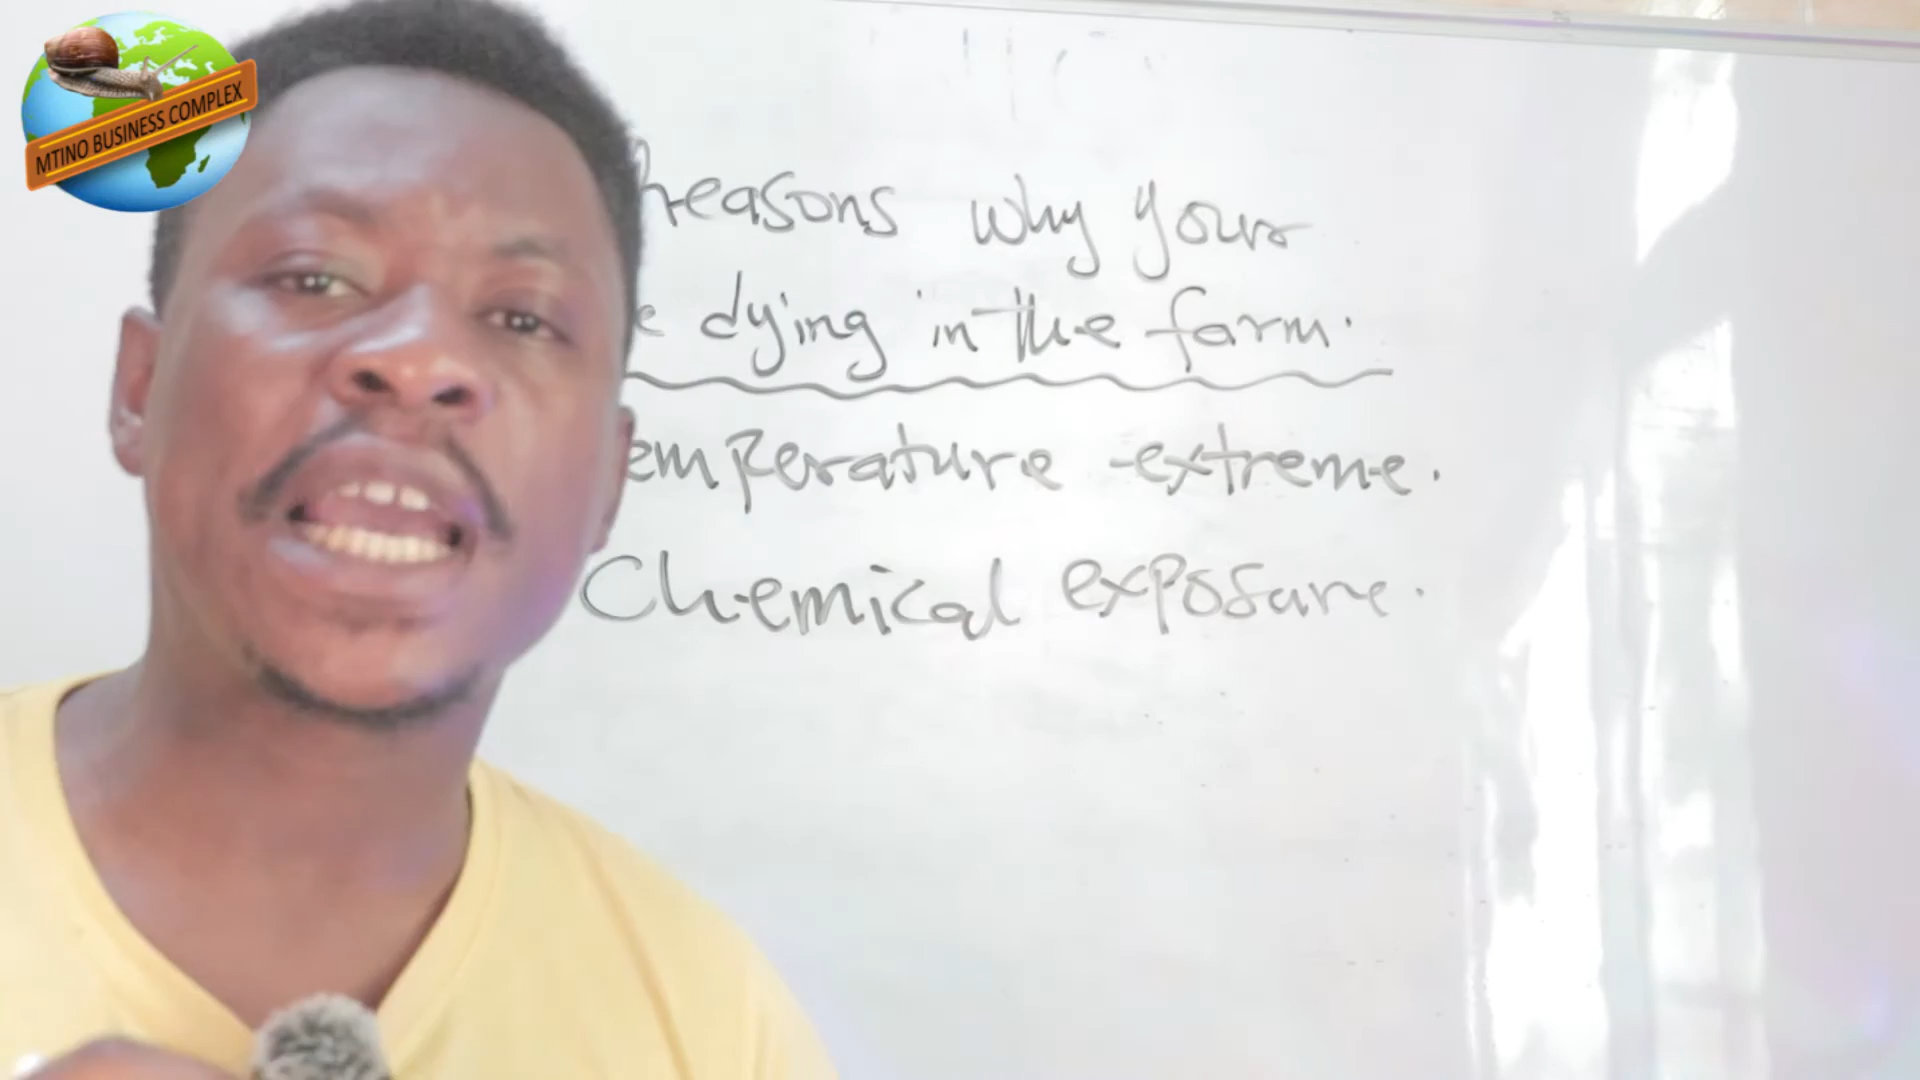 MTINO BUSINESS COMPLEX
reasons why your
dying in the farm.
emperature extreme.
Chemical exposure.